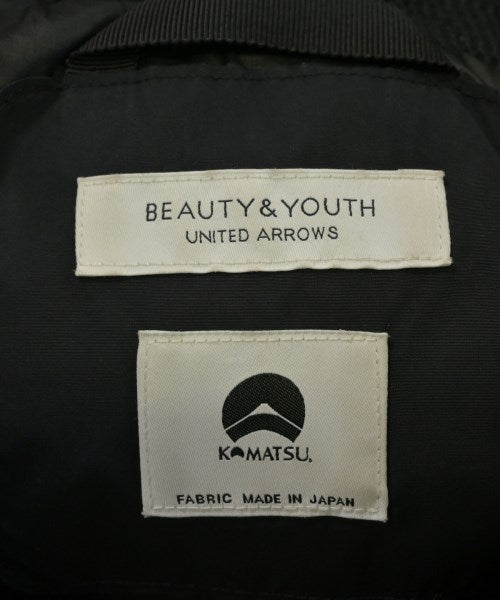 BEAUTY&YOUTH
UNITED ARROWS
KOMATSU.
FABRIC MADE IN JAPAN